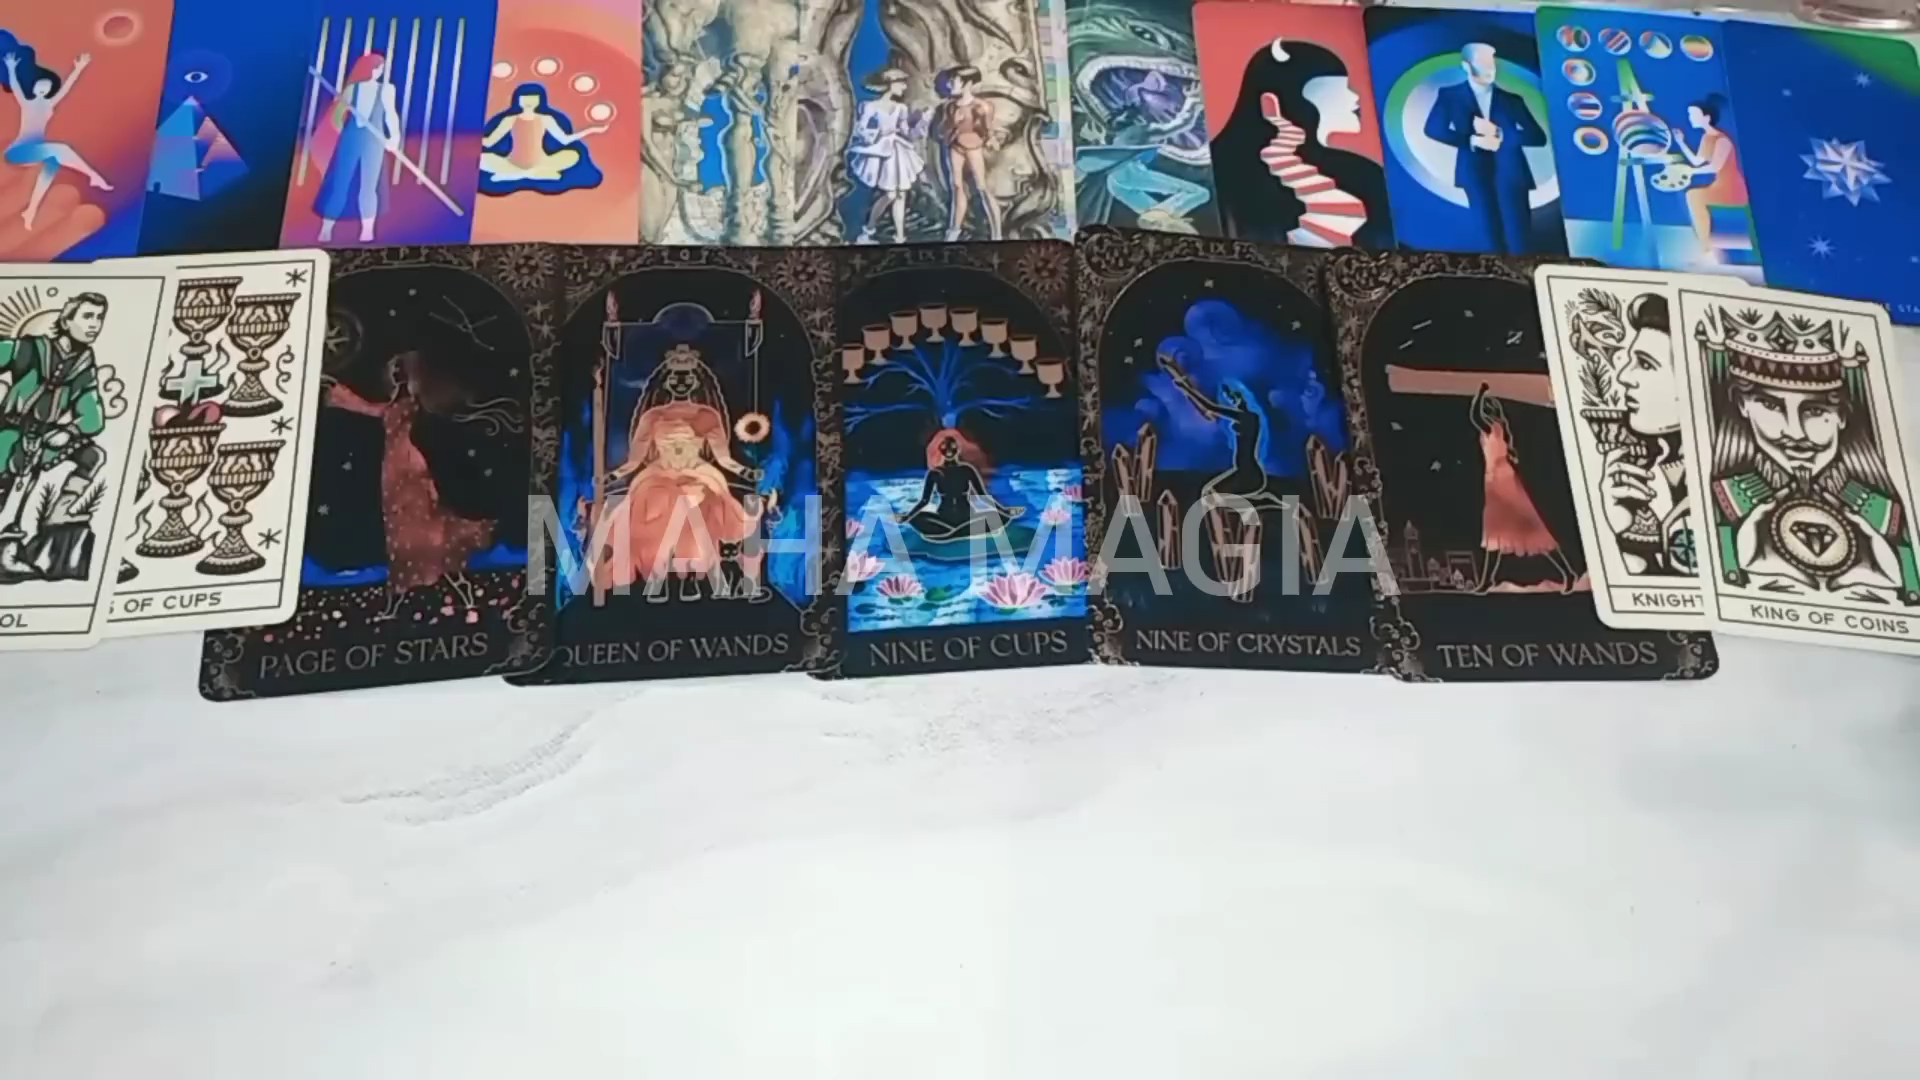 OL
OF CUPS
PAGE OF STARS
QUEEN OF WANDS
NINE OF CUPS
NINE OF CRYSTALS
TEN OF WANDS
KNIGHT
KING OF COINS
MAHA MAGIA